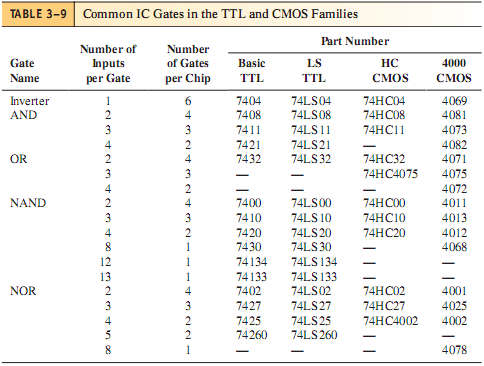 TABLE 3–9 Common IC Gates in the TTL and CMOS Families
Part Number
Number of Number
Gate Inputs of Gates Basic LS HC 4000
Name per Gate per Chip TTL TTL CMOS CMOS
Inverter 1 6 7404 74LS04 74HC04 4069
AND 2 4 7408 74LS08 74HC08 4081
3 3 7411 74LS11 74HC11 4073
4 2 7421 74LS21 — 4082
OR 2 4 7432 74LS32 74HC32 4071
3 3 — — 74HC4075 4075
4 2 — — — 4072
NAND 2 4 7400 74LS00 74HC00 4011
3 3 7410 74LS10 74HC10 4013
4 2 7420 74LS20 74HC20 4012
8 1 7430 74LS30 — 4068
12 1 74134 74LS134 — —
13 1 74133 74LS133 — —
NOR 2 4 7402 74LS02 74HC02 4001
3 3 7427 74LS27 74HC27 4025
4 2 7425 74LS25 74HC4002 4002
5 2 74260 74LS260 — —
8 1 — — — 4078